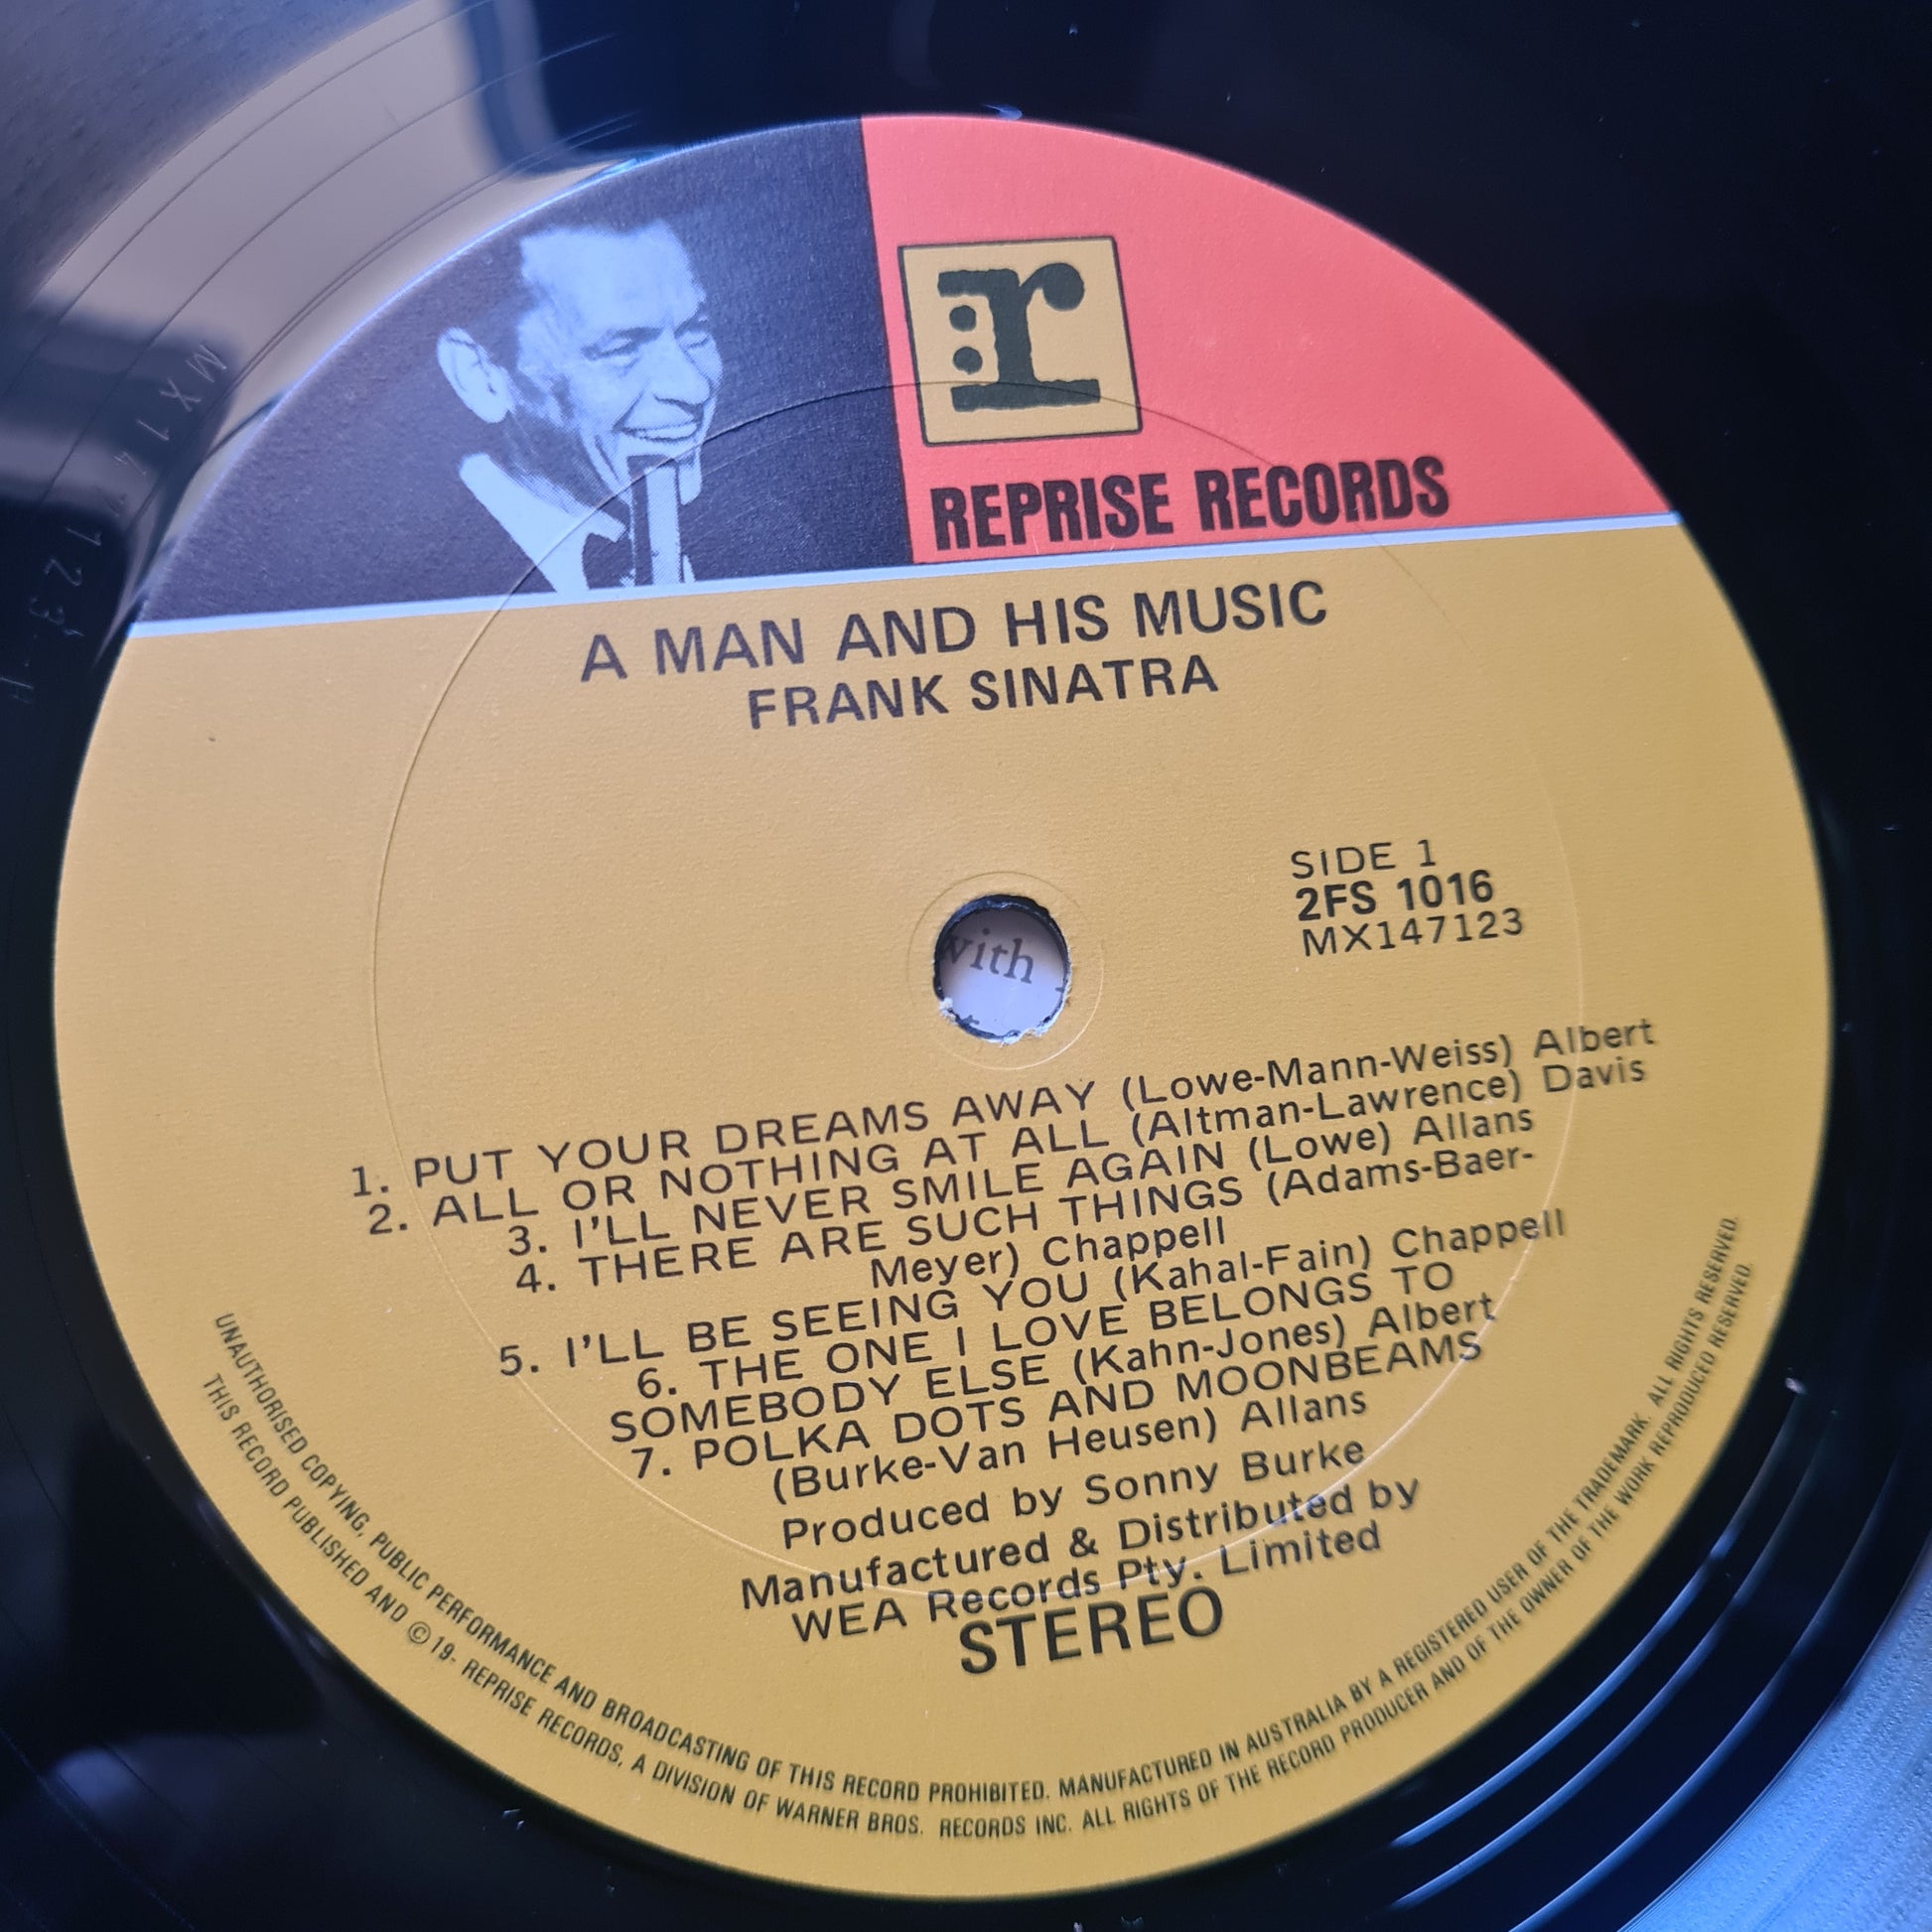 r
REPRISE RECORDS
A MAN AND HIS MUSIC
FRANK SINATRA
SIDE 1
2FS 1016
MX147123
with
1. PUT YOUR DREAMS AWAY (Lowe-Mann-Weiss) Albert
2. ALL OR NOTHING AT ALL (Altman-Lawrence) Davis
3. I'LL NEVER SMILE AGAIN (Lowe) Allans
4. THERE ARE SUCH THINGS (Adams-Baer-
Meyer) Chappell
5. I'LL BE SEEING YOU (Kahal-Fain) Chappell
6. THE ONE I LOVE BELONGS TO
SOMEBODY ELSE (Kahn-Jones) Albert
7. POLKA DOTS AND MOONBEAMS
(Burke-Van Heusen) Allans
Produced by Sonny Burke
Manufactured & Distributed by
WEA Records Pty. Limited
STEREO
UNAUTHORISED COPYING, PUBLIC PERFORMANCE AND BROADCASTING OF THIS RECORD PROHIBITED. MANUFACTURED IN AUSTRALIA BY A REGISTERED USER OF THE TRADEMARK. ALL RIGHTS RESERVED.
THIS RECORD PUBLISHED AND © 19- REPRISE RECORDS, A DIVISION OF WARNER BROS. RECORDS INC. ALL RIGHTS OF THE RECORD PRODUCER AND OF THE OWNER OF THE WORK REPRODUCED RESERVED.